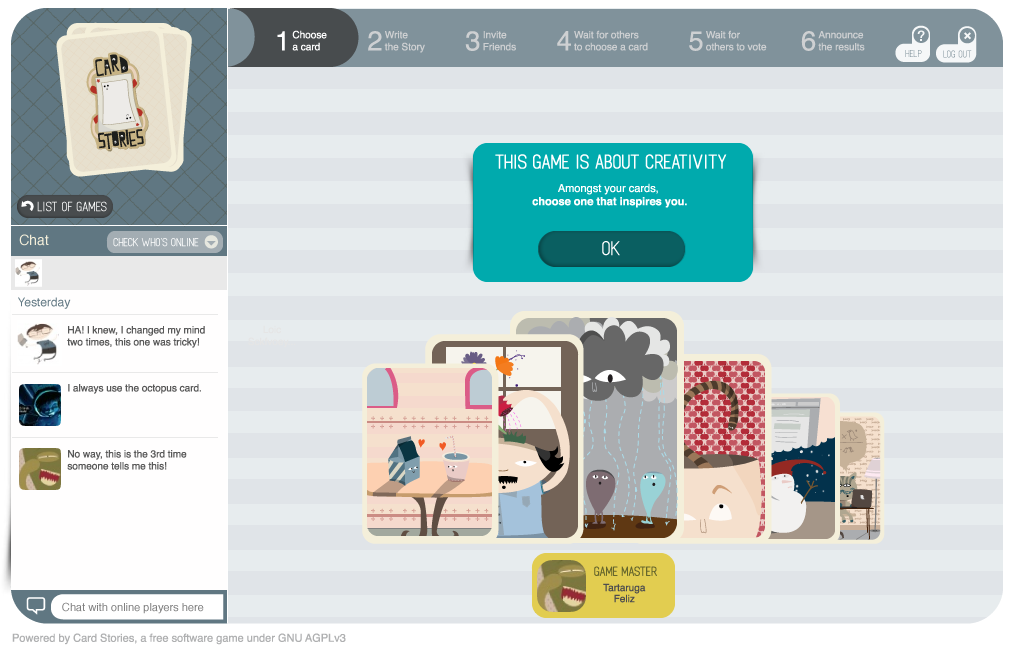 CARD
STORIES
LIST OF GAMES
Chat
CHECK WHO'S ONLINE
Yesterday
HA! I knew, I changed my mind
two times, this one was tricky!
I always use the octopus card.
No way, this is the 3rd time
someone tells me this!
Chat with online players here
1 Choose
a card
2 Write
the Story
3 Invite
Friends
4 Wait for others
to choose a card
5 Wait for
others to vote
6 Announce
the results
?
HELP
LOG OUT
THIS GAME IS ABOUT CREATIVITY
Amongst your cards,
choose one that inspires you.
OK
GAME MASTER
Tartaruga
Feliz
Powered by Card Stories, a free software game under GNU AGPLv3